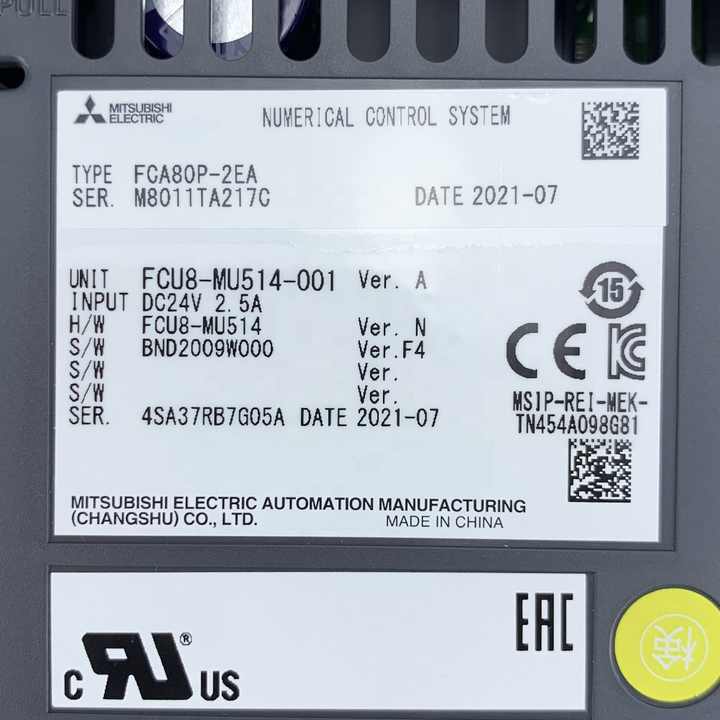 PULL
MITSUBISHI
ELECTRIC
NUMERICAL CONTROL SYSTEM
TYPE FCA80P-2EA
SER. M8011TA217C DATE 2021-07
UNIT FCU8-MU514-001 Ver. A
INPUT DC24V 2.5A
H/W FCU8-MU514 Ver. N
S/W BND2009W000 Ver.F4
S/W Ver.
S/W Ver.
SER. 4SA37RB7G05A DATE 2021-07
15
CE
KC
MSIP-REI-MEK-
TN454A098G81
MITSUBISHI ELECTRIC AUTOMATION MANUFACTURING
(CHANGSHU) CO., LTD. MADE IN CHINA
EAC
c RU ® US